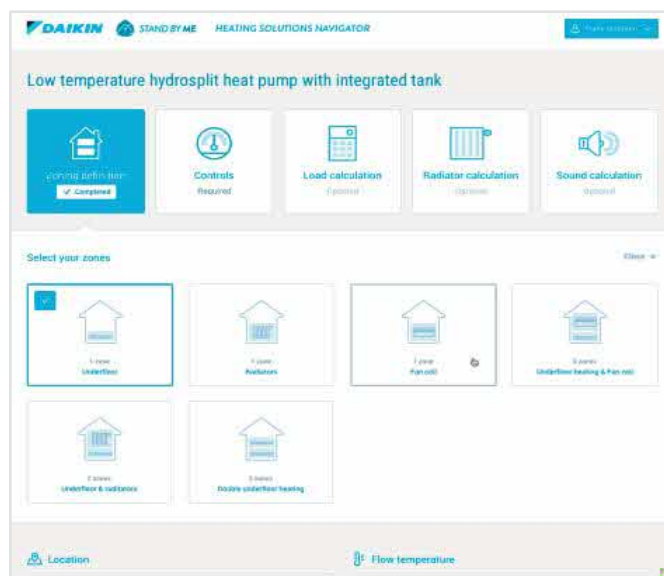 DAIKIN STAND BY ME HEATING SOLUTIONS NAVIGATOR
Low temperature hydrosplit heat pump with integrated tank
Zoning definition
Completed
Controls
Required
Load calculation
Optional
Radiator calculation
Optional
Sound calculation
Optional
Select your zones
Close
1 zone
Underfloor
1 zone
Radiators
1 zone
Fan coil
2 zones
Underfloor heating & Fan coil
2 zones
Underfloor & radiators
2 zones
Double underfloor heating
Location
Flow temperature